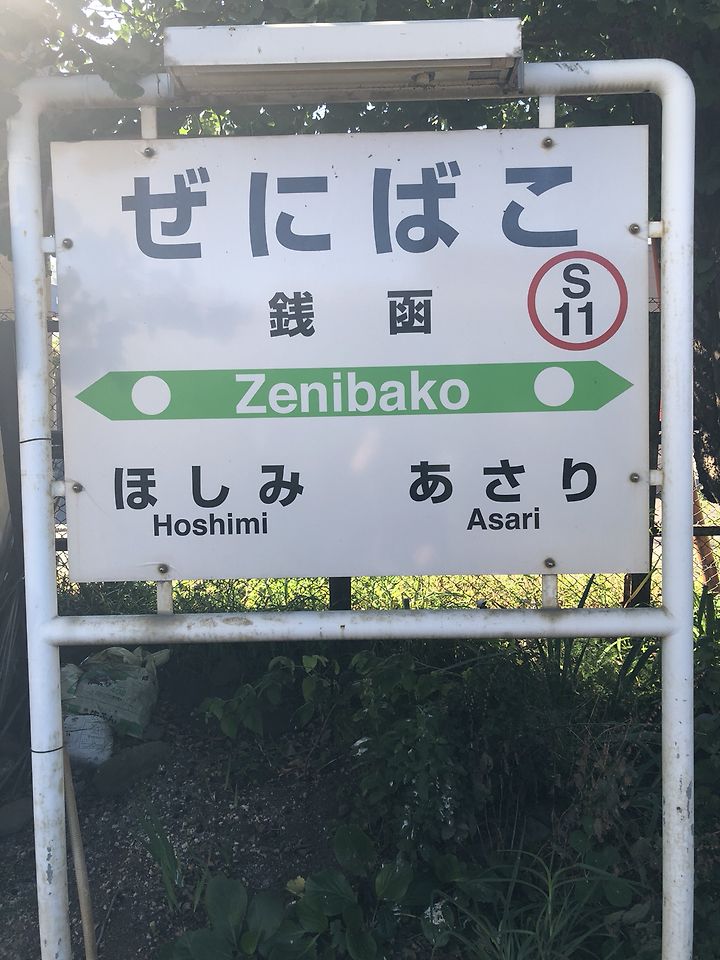 ぜにばこ
銭函
S
11
Zenibako
ほしみ あさり
Hoshimi Asari